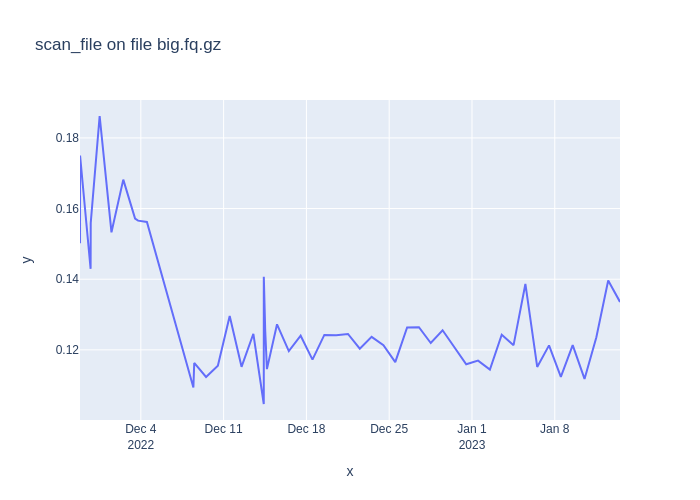 scan_file on file big.fq.gz
0.18
0.16
0.14
0.12
y
Dec 4
2022
Dec 11
Dec 18
Dec 25
Jan 1
2023
Jan 8
x